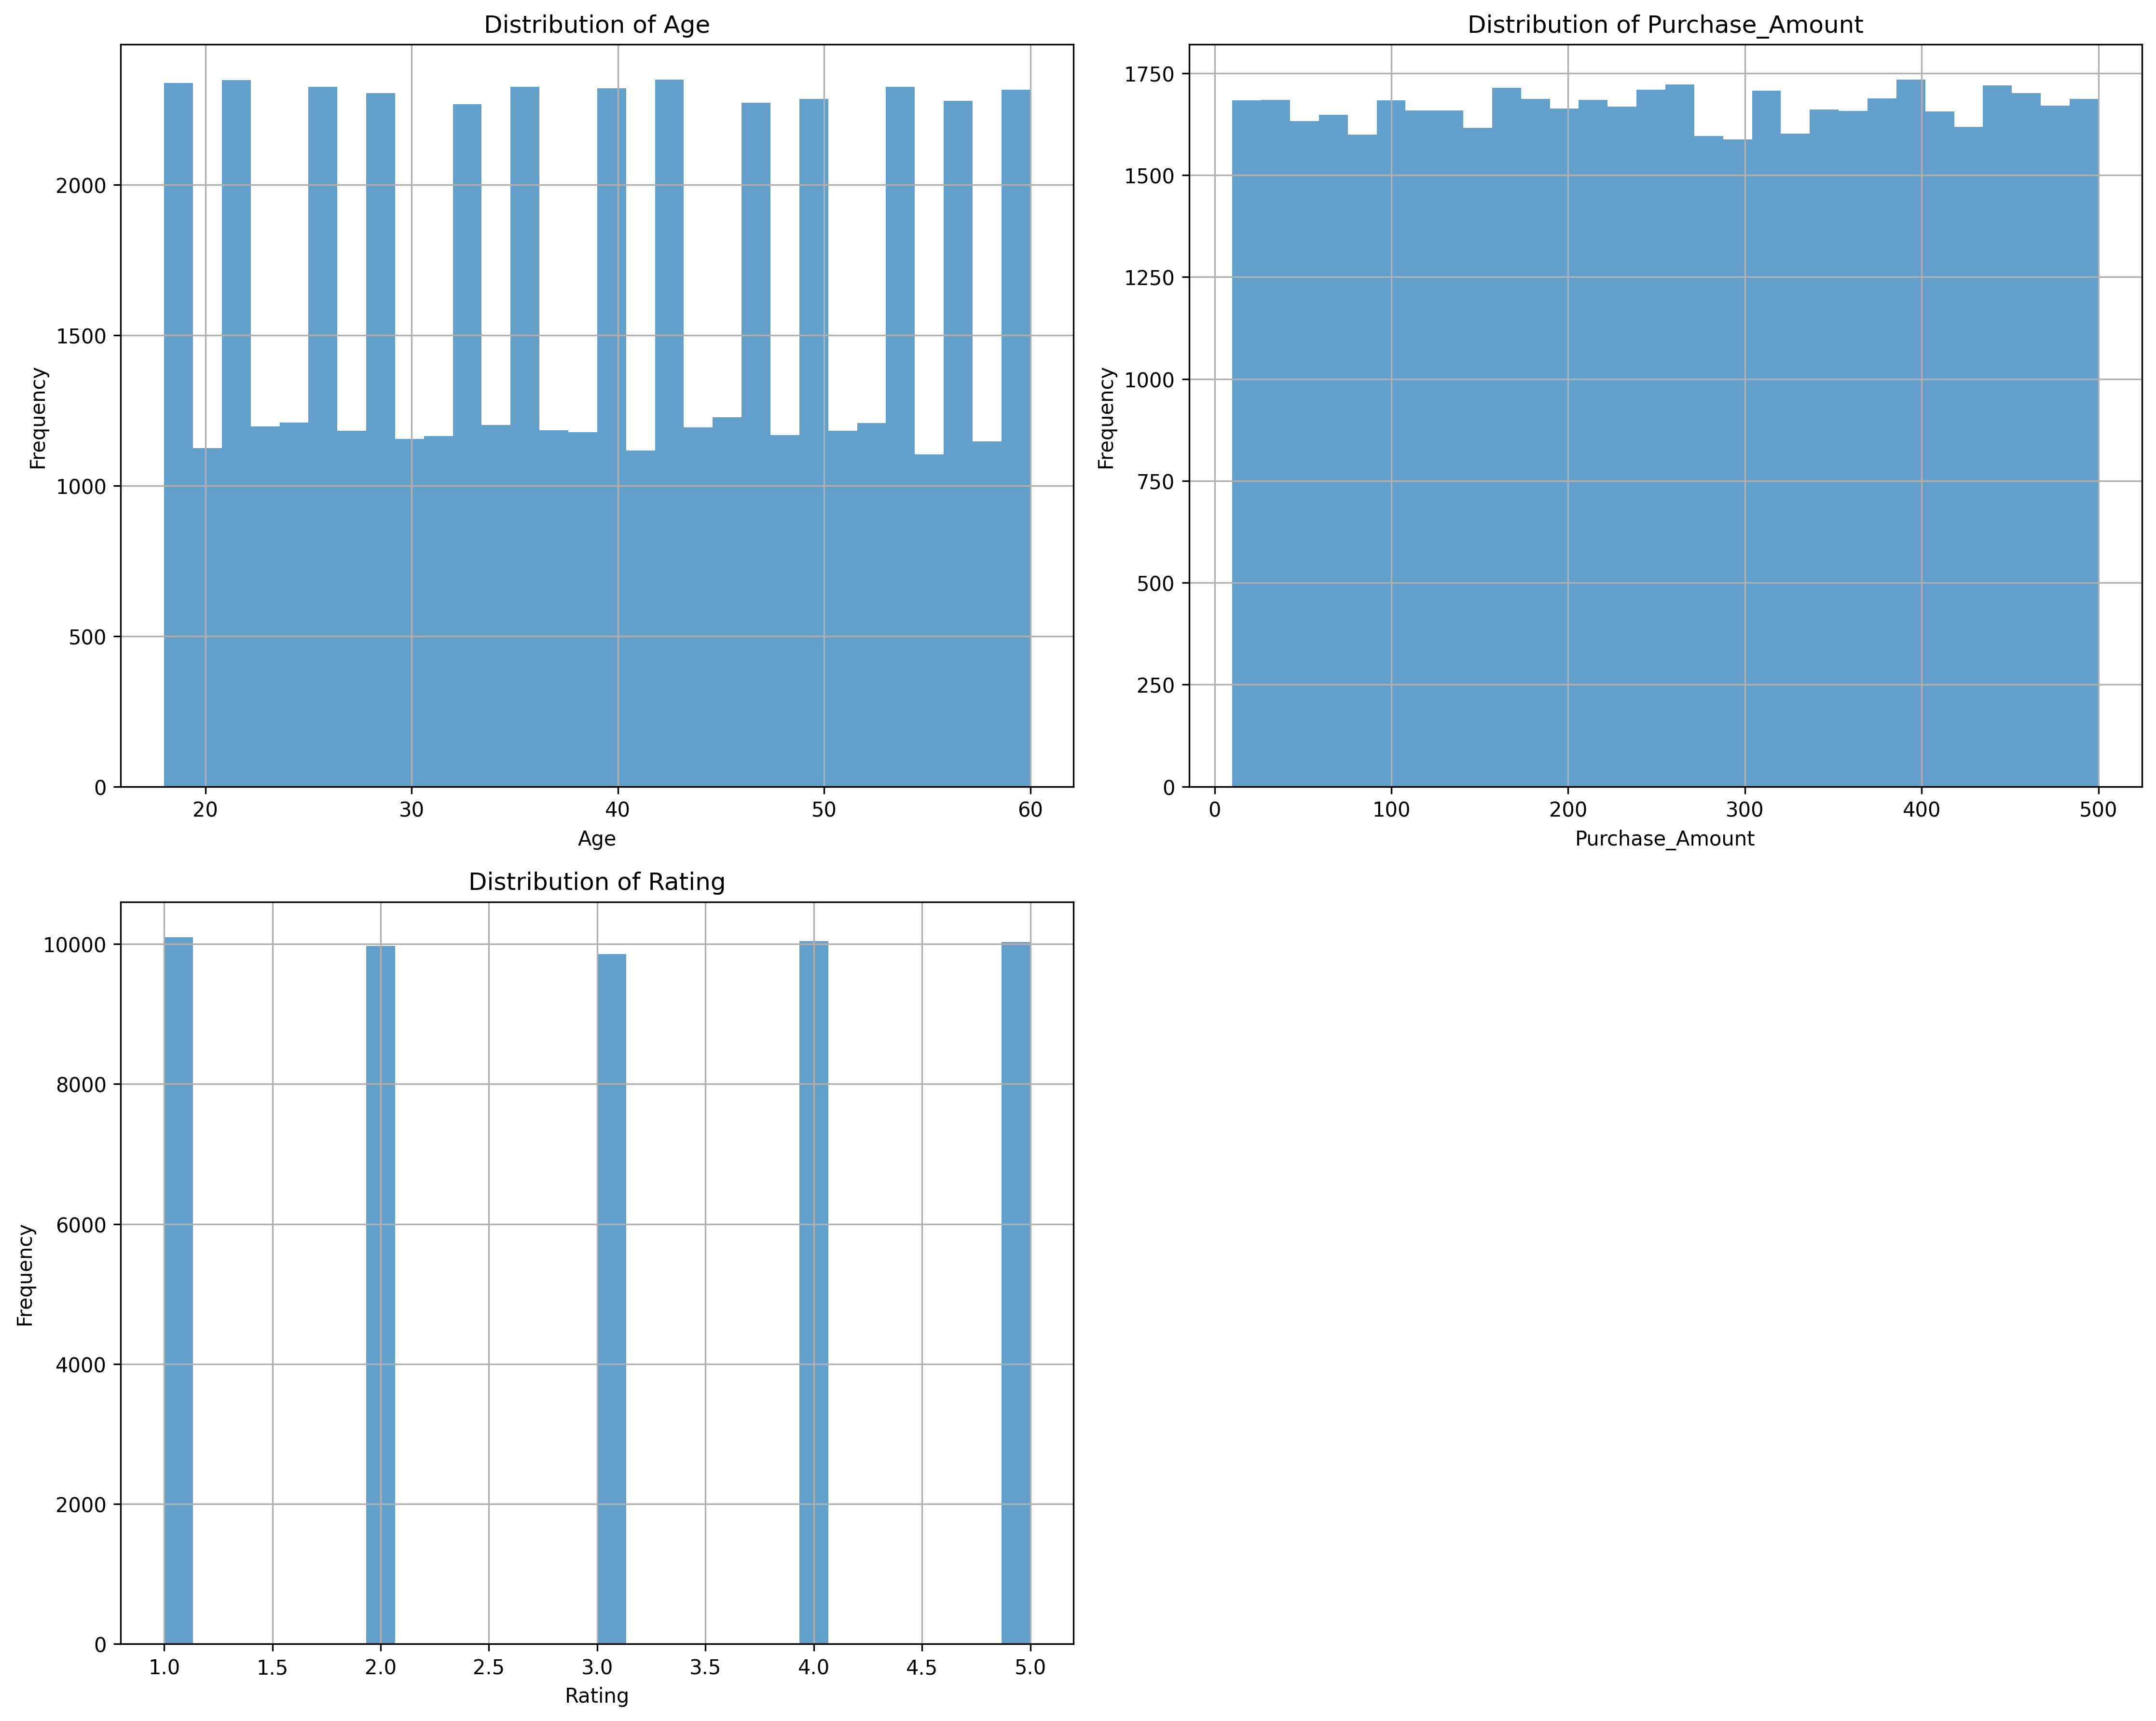 Distribution of Age
Frequency
2000
1500
1000
500
0
20 30 40 50 60
Age
Distribution of Purchase_Amount
Frequency
1750
1500
1250
1000
750
500
250
0
0 100 200 300 400 500
Purchase_Amount
Distribution of Rating
Frequency
10000
8000
6000
4000
2000
0
1.0 1.5 2.0 2.5 3.0 3.5 4.0 4.5 5.0
Rating